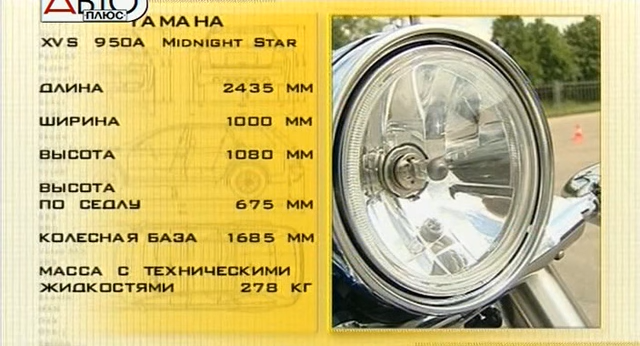 АВТО
ПЛЮС
YAMAHA
XVS 950A Midnight Star
ДЛИНА 2435 ММ
ШИРИНА 1000 ММ
ВЫСОТА 1080 ММ
ВЫСОТА
ПО СЕДЛУ 675 ММ
КОЛЕСНАЯ БАЗА 1685 ММ
МАССА С ТЕХНИЧЕСКИМИ
ЖИДКОСТЯМИ 278 КГ